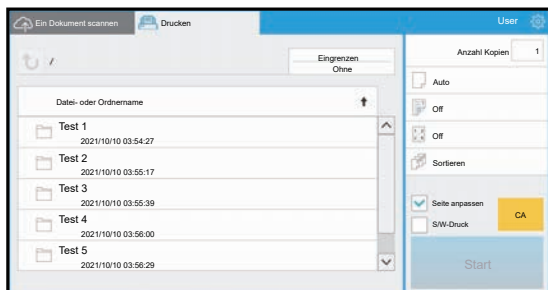 Ein Dokument scannen
Drucken
User
/
Eingrenzen
Ohne
Anzahl Kopien 1
Datei- oder Ordnername
Test 1
2021/10/10 03:54:27
Test 2
2021/10/10 03:55:17
Test 3
2021/10/10 03:55:39
Test 4
2021/10/10 03:56:00
Test 5
2021/10/10 03:56:29
Auto
Off
Off
Sortieren
Seite anpassen
S/W-Druck
CA
Start